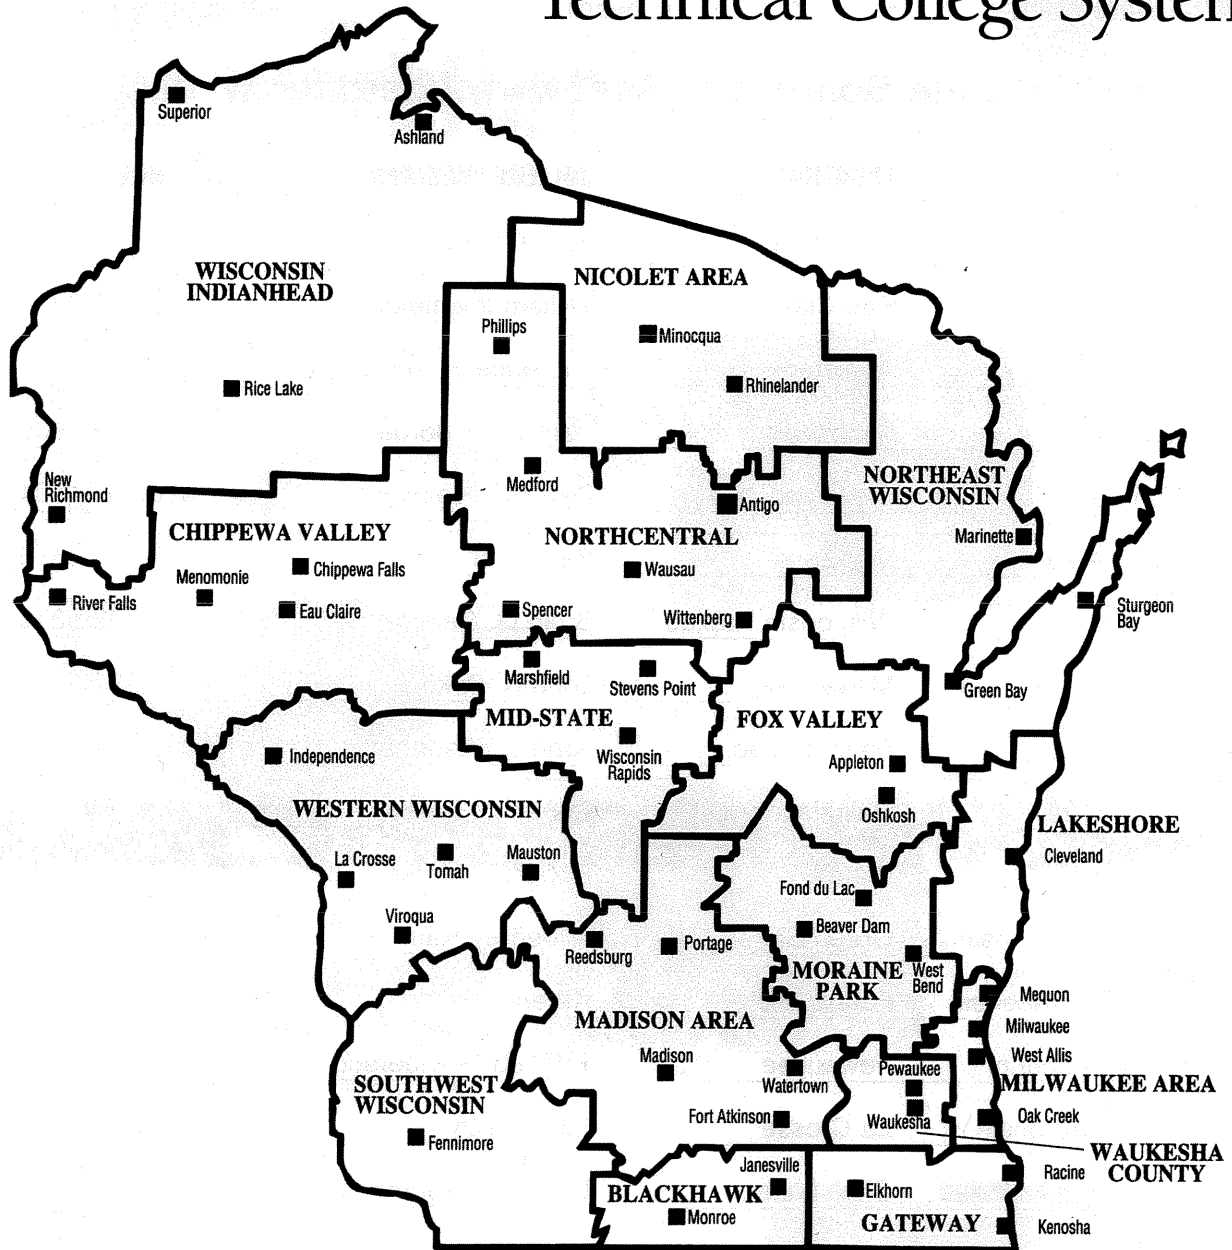 Technical College System
Superior
Ashland
WISCONSIN
INDIANHEAD
NICOLET AREA
Phillips
Minocqua
Rice Lake
Rhinelander
New
Richmond
Medford
NORTHEAST
WISCONSIN
Antigo
CHIPPEWA VALLEY
NORTHCENTRAL
Marinette
Chippewa Falls
Wausau
Menomonie
River Falls
Eau Claire
Spencer
Wittenberg
Sturgeon
Bay
Marshfield
Stevens Point
Green Bay
MID-STATE
FOX VALLEY
Independence
Wisconsin
Rapids
Appleton
WESTERN WISCONSIN
Oshkosh
LAKESHORE
La Crosse
Tomah
Mauston
Cleveland
Fond du Lac
Viroqua
Beaver Dam
Reedsburg
Portage
MORAINE
PARK
West
Bend
Mequon
MADISON AREA
Milwaukee
Madison
West Allis
Watertown
Pewaukee
SOUTHWEST
WISCONSIN
MILWAUKEE AREA
Fort Atkinson
Waukesha
Oak Creek
Fennimore
WAUKESHA
COUNTY
Janesville
Racine
BLACKHAWK
Elkhorn
Monroe
GATEWAY
Kenosha